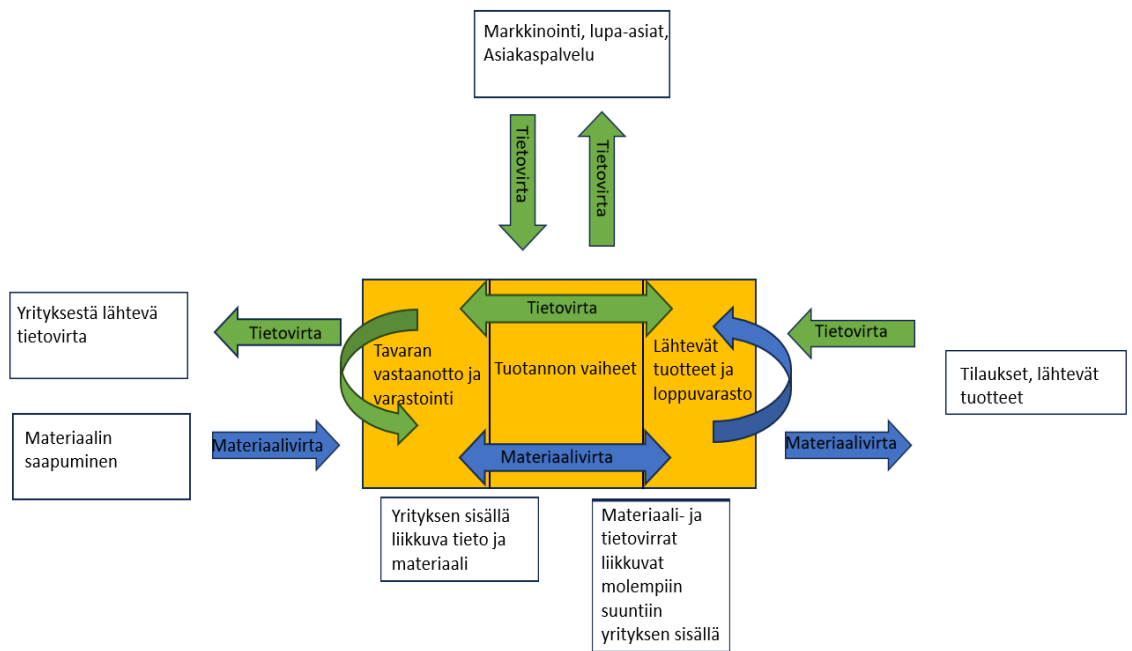 Markkinointi, lupa-asiat,
Asiakaspalvelu
Tietovirta
Tietovirta
Yrityksestä lähtevä
tietovirta
Tietovirta
Tietovirta
Tietovirta
Tavaran
vastaanotto ja
varastointi
Tuotannon vaiheet
Lähtevät
tuotteet ja
loppuvarasto
Tilaukset, lähtevät
tuotteet
Materiaalin
saapuminen
Materiaalivirta
Materiaalivirta
Materiaalivirta
Yrityksen sisällä
liikkuva tieto ja
materiaali
Materiaali- ja
tietovirrat
liikkuvat
molempiin
suuntiin
yrityksen sisällä